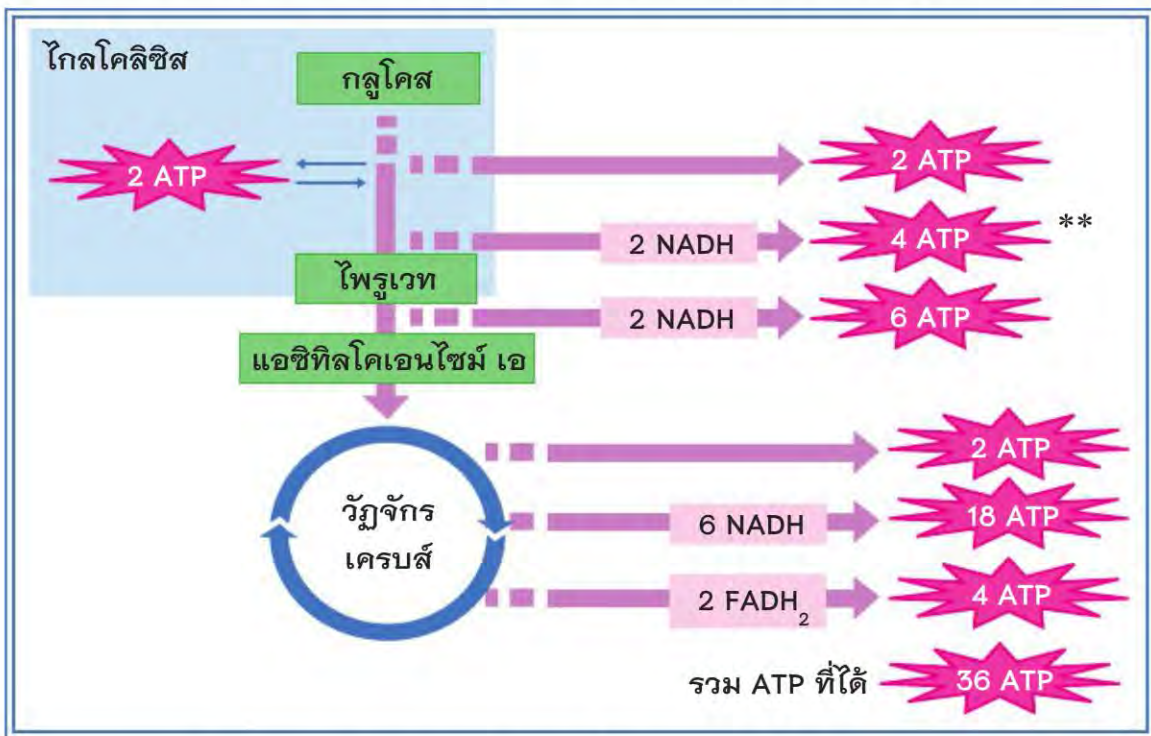 ไกลโคลิซิส
กลูโคส
2 ATP
2 ATP
2 NADH
4 ATP
**
ไพรูเวท
2 NADH
6 ATP
แอซิทิลโคเอนไซม์ เอ
2 ATP
วัฏจักร
เครบส์
6 NADH
18 ATP
2 FADH₂
4 ATP
รวม ATP ที่ได้
36 ATP